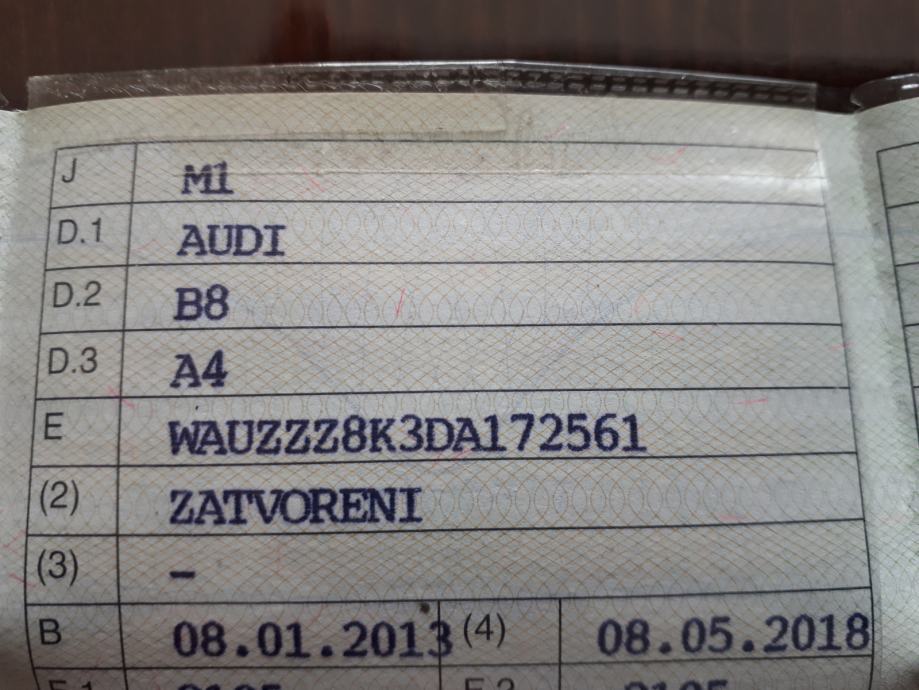 J M1
D.1 AUDI
D.2 B8
D.3 A4
E WAUZZZ8K3DA172561
(2) ZATVORENI
(3) -
B 08.01.2013 (4) 08.05.2018